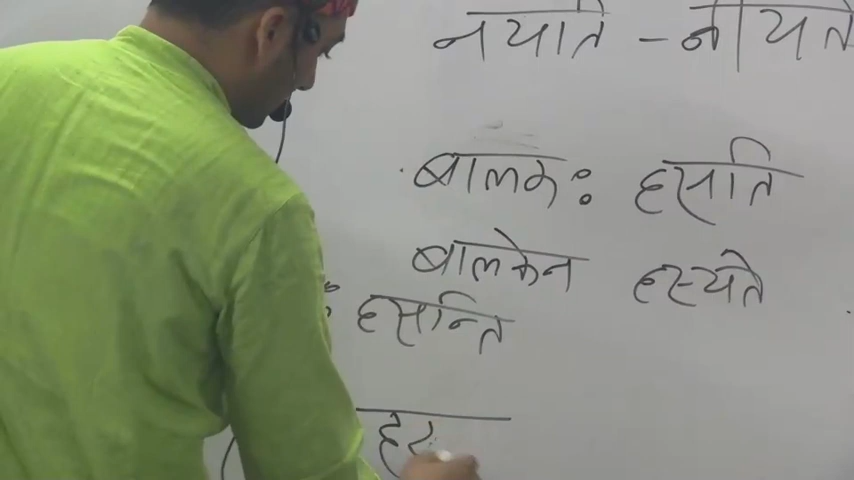 नयति - नीयते
बालकः हसति
बालकेन हस्यते
हसन्ति